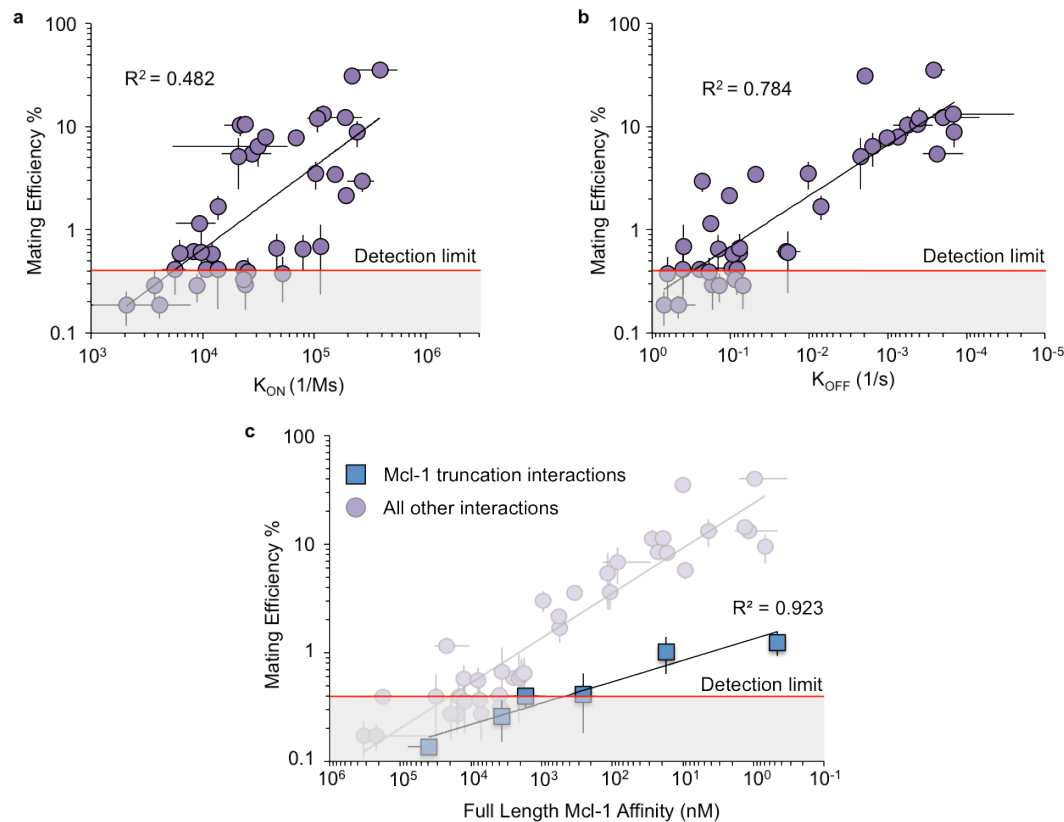 a
100
10
1
0.1
Mating Efficiency %
R² = 0.482
Detection limit
10³ 10⁴ 10⁵ 10⁶
K_ON (1/Ms)
b
100
10
1
0.1
Mating Efficiency %
R² = 0.784
Detection limit
10⁰ 10⁻¹ 10⁻² 10⁻³ 10⁻⁴ 10⁻⁵
K_OFF (1/s)
c
100
10
1
0.1
Mating Efficiency %
Mcl-1 truncation interactions
All other interactions
R² = 0.923
Detection limit
10⁶ 10⁵ 10⁴ 10³ 10² 10¹ 10⁰ 10⁻¹
Full Length Mcl-1 Affinity (nM)